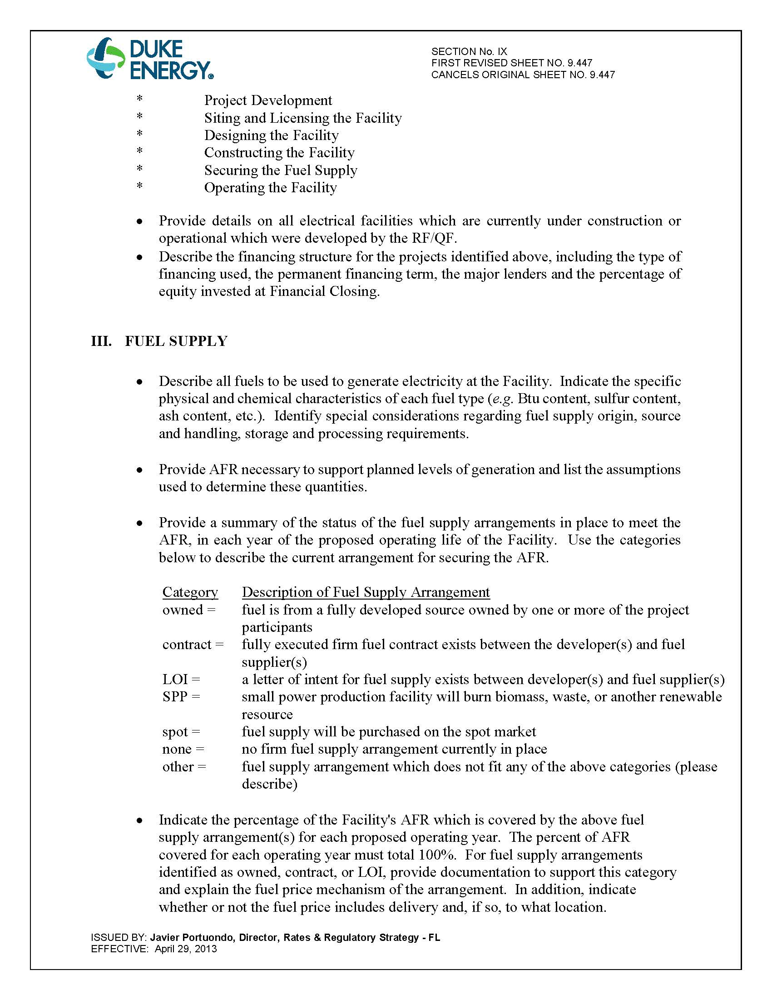 DUKE
ENERGY®
SECTION No. IX
FIRST REVISED SHEET NO. 9.447
CANCELS ORIGINAL SHEET NO. 9.447
* Project Development
* Siting and Licensing the Facility
* Designing the Facility
* Constructing the Facility
* Securing the Fuel Supply
* Operating the Facility
• Provide details on all electrical facilities which are currently under construction or
operational which were developed by the RF/QF.
• Describe the financing structure for the projects identified above, including the type of
financing used, the permanent financing term, the major lenders and the percentage of
equity invested at Financial Closing.
III. FUEL SUPPLY
• Describe all fuels to be used to generate electricity at the Facility. Indicate the specific
physical and chemical characteristics of each fuel type (e.g. Btu content, sulfur content,
ash content, etc.). Identify special considerations regarding fuel supply origin, source
and handling, storage and processing requirements.
• Provide AFR necessary to support planned levels of generation and list the assumptions
used to determine these quantities.
• Provide a summary of the status of the fuel supply arrangements in place to meet the
AFR, in each year of the proposed operating life of the Facility. Use the categories
below to describe the current arrangement for securing the AFR.
Category Description of Fuel Supply Arrangement
owned = fuel is from a fully developed source owned by one or more of the project
participants
contract = fully executed firm fuel contract exists between the developer(s) and fuel
supplier(s)
LOI = a letter of intent for fuel supply exists between developer(s) and fuel supplier(s)
SPP = small power production facility will burn biomass, waste, or another renewable
resource
spot = fuel supply will be purchased on the spot market
none = no firm fuel supply arrangement currently in place
other = fuel supply arrangement which does not fit any of the above categories (please
describe)
• Indicate the percentage of the Facility's AFR which is covered by the above fuel
supply arrangement(s) for each proposed operating year. The percent of AFR
covered for each operating year must total 100%. For fuel supply arrangements
identified as owned, contract, or LOI, provide documentation to support this category
and explain the fuel price mechanism of the arrangement. In addition, indicate
whether or not the fuel price includes delivery and, if so, to what location.
ISSUED BY: Javier Portuondo, Director, Rates & Regulatory Strategy - FL
EFFECTIVE: April 29, 2013